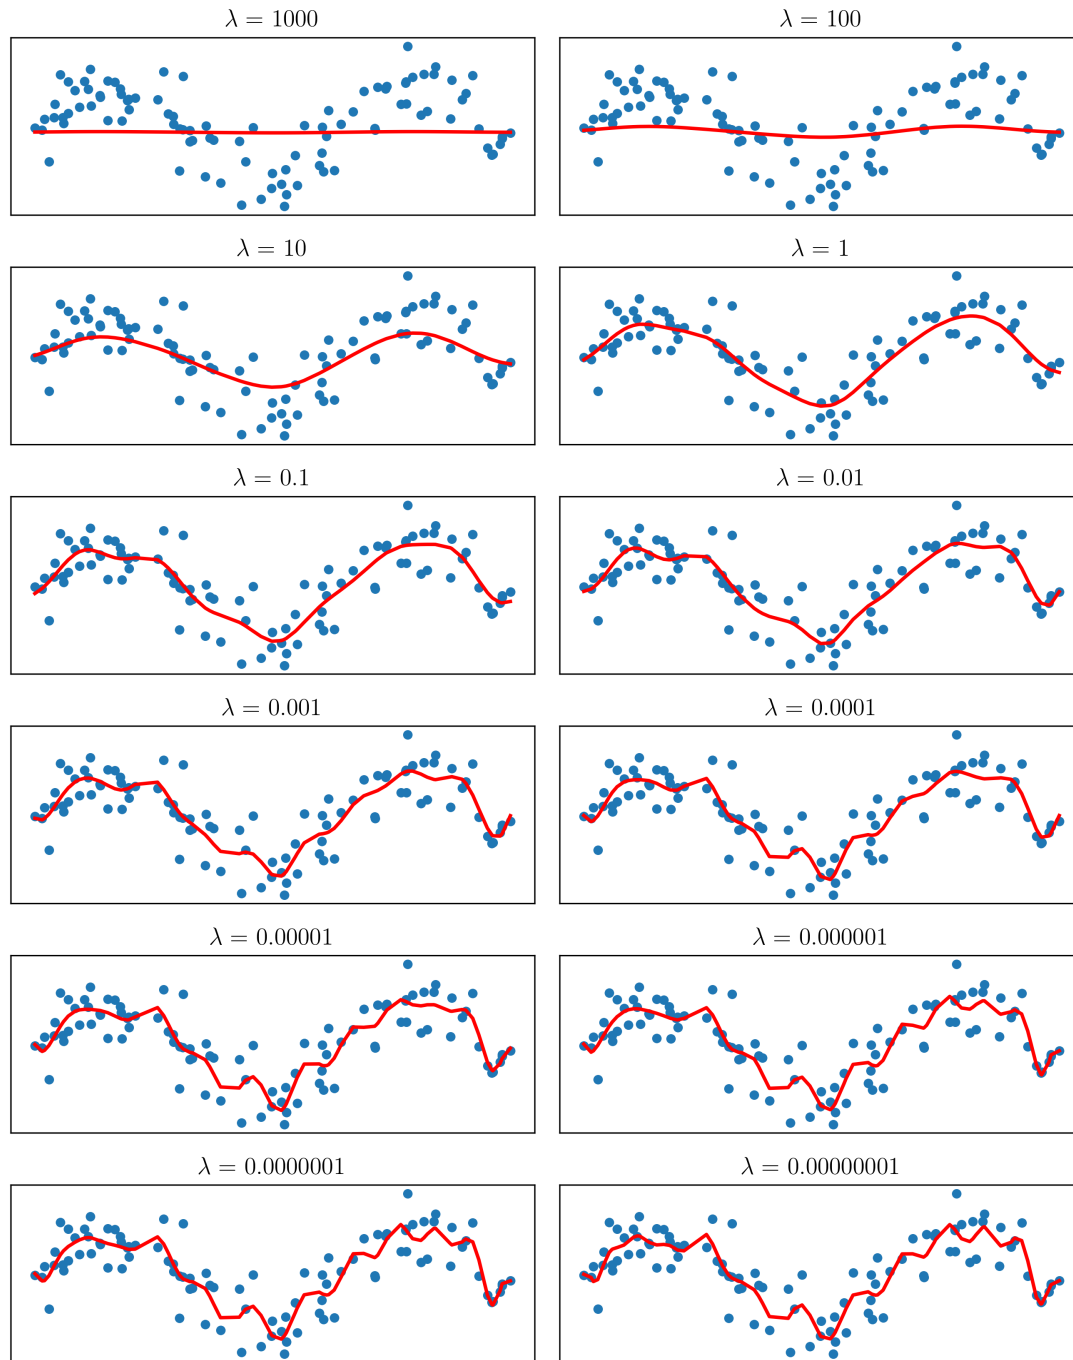 λ = 1000
λ = 100
λ = 10
λ = 1
λ = 0.1
λ = 0.01
λ = 0.001
λ = 0.0001
λ = 0.00001
λ = 0.000001
λ = 0.0000001
λ = 0.00000001